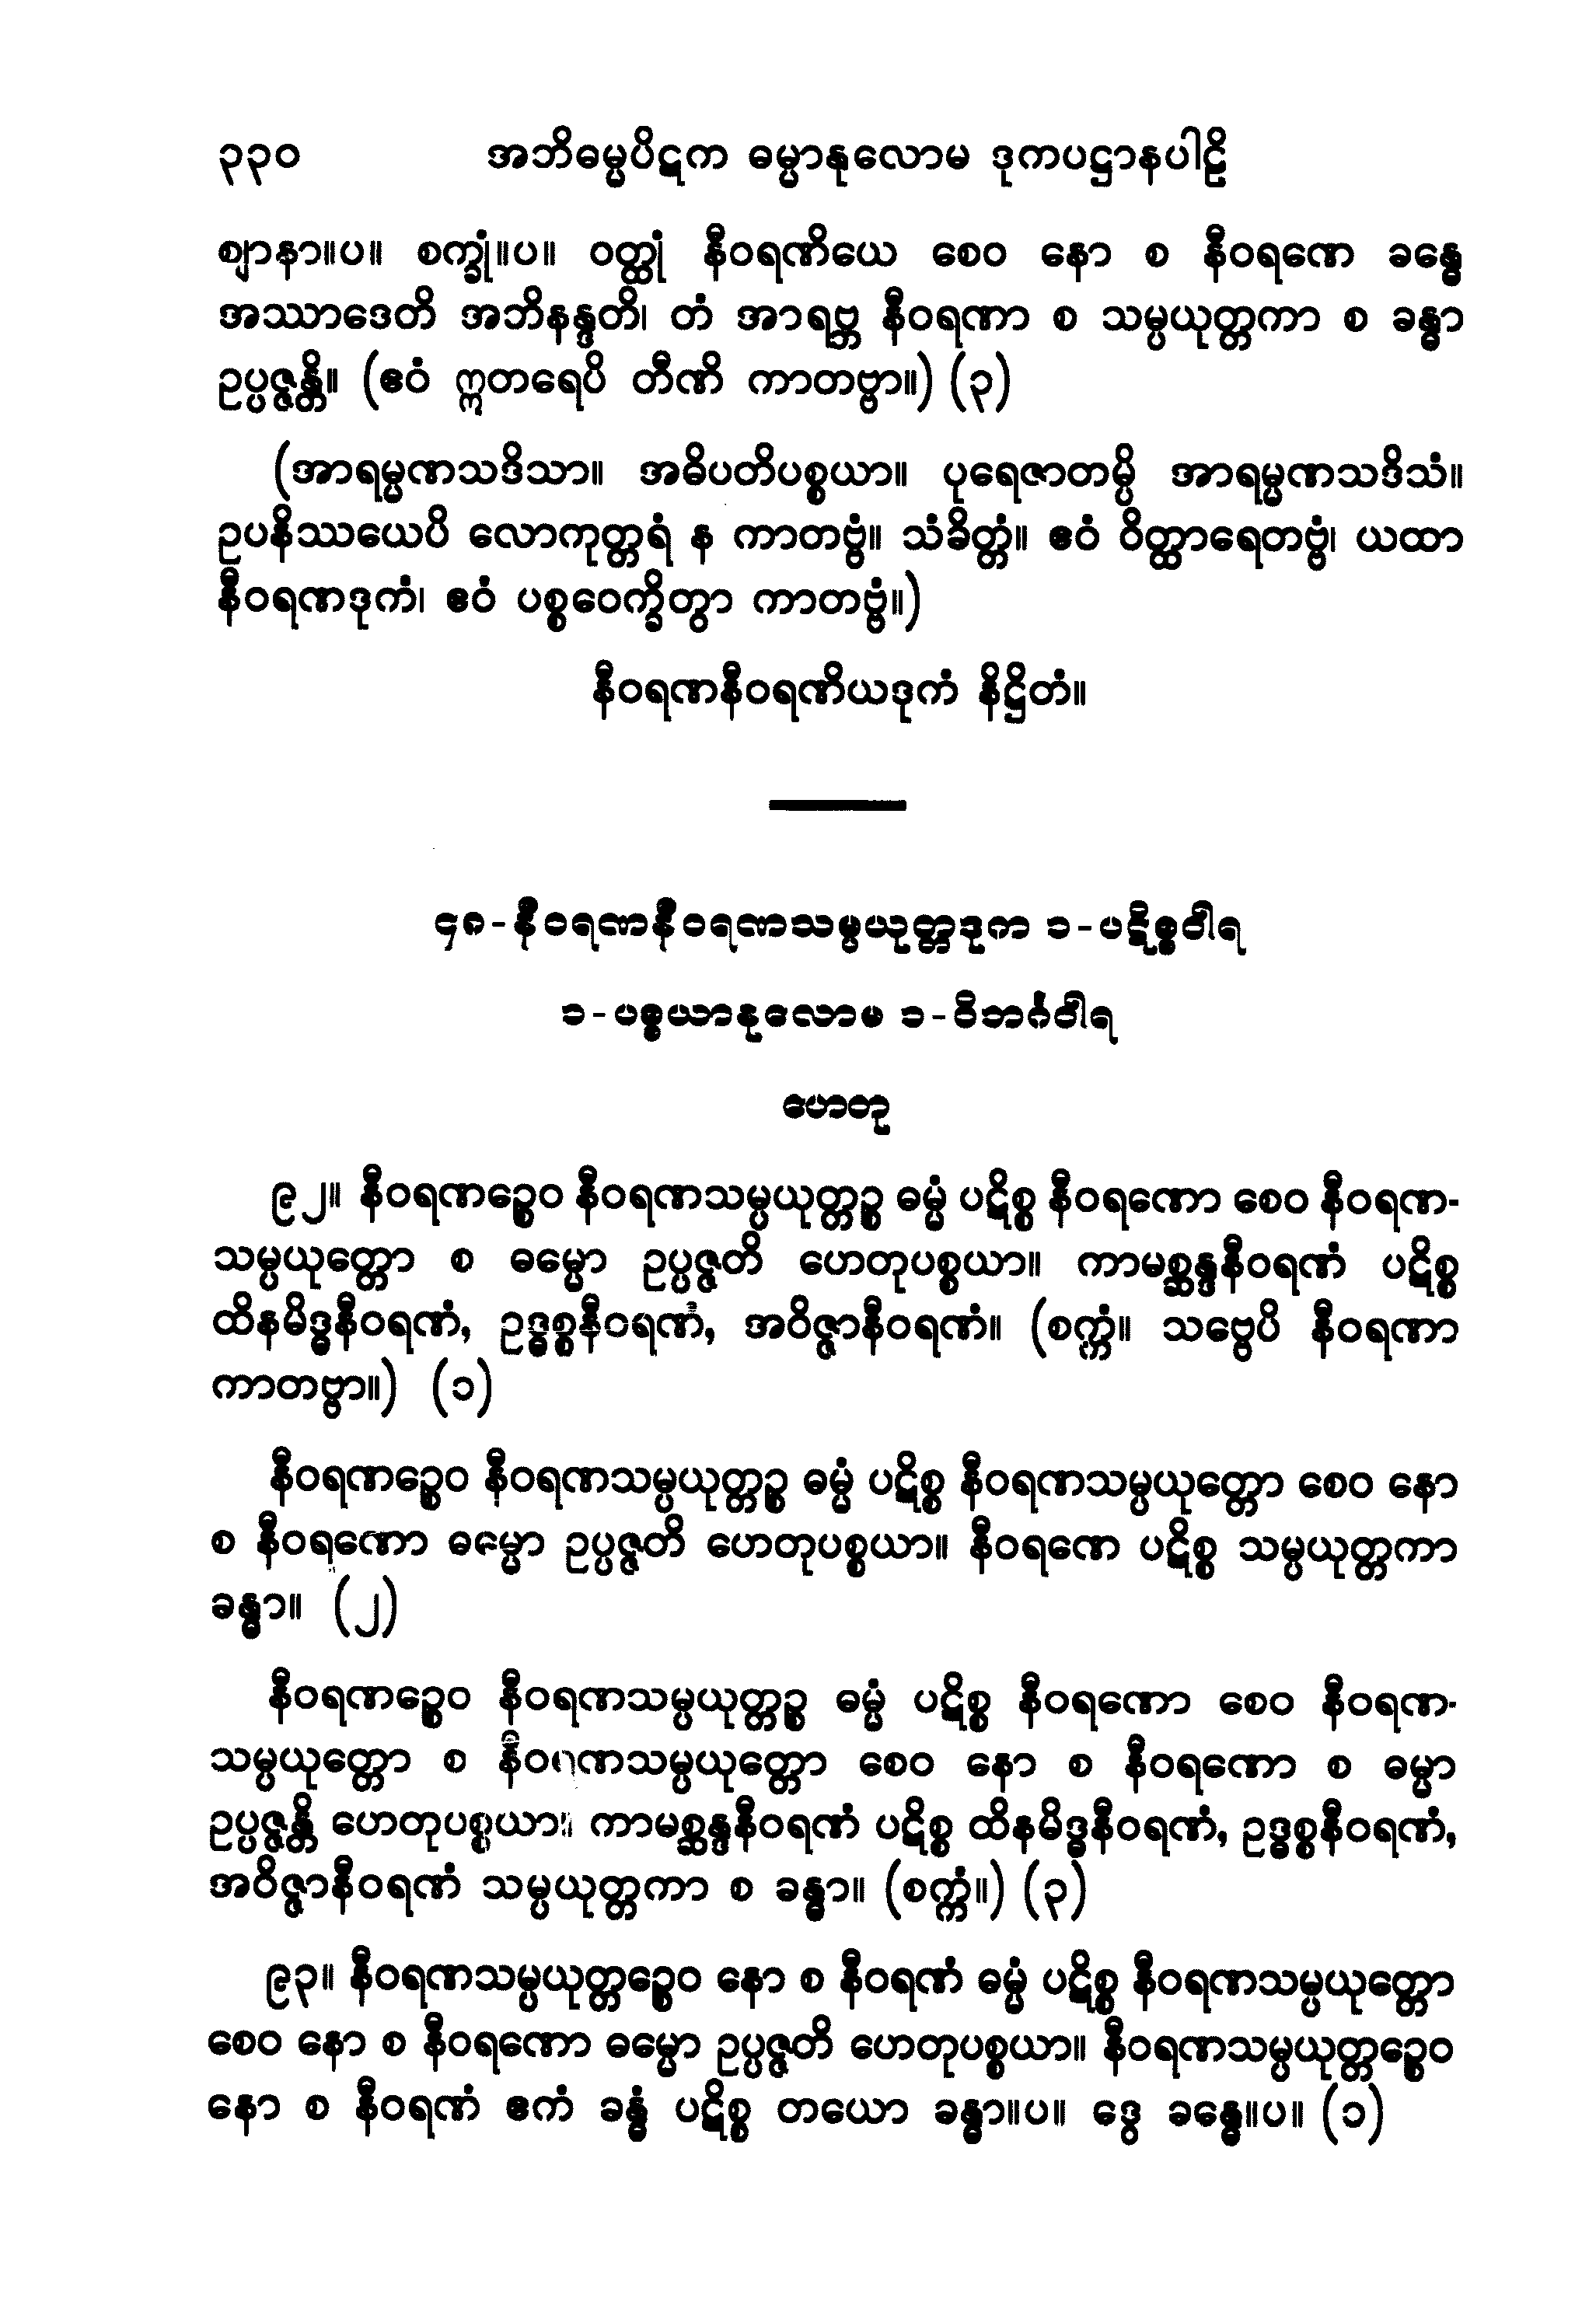 ၃၃၀ အဘိဓမ္မပိဋက ဓမ္မာနုလောမ ဒုကပဋ္ဌာနပါဠိ
ဈာနာ။ပ။ စက္ခုံ။ပ။ ဝတ္ထုံ နီဝရဏိယေ စေဝ နော စ နီဝရဏေ ခန္ဓေ
အဿာဒေတိ အဘိနန္ဒတိ၊ တံ အာရဗ္ဘ နီဝရဏာ စ သမ္ပယုတ္တကာ စ ခန္ဓာ
ဥပ္ပဇ္ဇန္တိ။ (ဧဝံ ဣတရေပိ တီဏိ ကာတဗ္ဗာ။) (၃)
(အာရမ္မဏသဒိသာ။ အဓိပတိပစ္စယာ။ ပုရေဇာတမ္ပိ အာရမ္မဏသဒိသံ။
ဥပနိဿယေပိ လောကုတ္တရံ န ကာတဗ္ဗံ။ သံခိတ္တံ။ ဧဝံ ဝိတ္ထာရေတဗ္ဗံ၊ ယထာ
နီဝရဏဒုကံ၊ ဧဝံ ပစ္စဝေက္ခိတွာ ကာတဗ္ဗံ။)
နီဝရဏနီဝရဏိယဒုကံ နိဋ္ဌိတံ။
၄၈-နီဝရဏနီဝရဏသမ္ပယုတ္တဒုက ၁-ပဋိစ္စဝါရ
၁-ပစ္စယာနုလောမ ၁-ဝိဘင်္ဂဝါရ
ဟေတု
၉၂။ နီဝရဏဉ္စေဝ နီဝရဏသမ္ပယုတ္တဉ္စ ဓမ္မံ ပဋိစ္စ နီဝရဏော စေဝ နီဝရဏ-
သမ္ပယုတ္တော စ ဓမ္မော ဥပ္ပဇ္ဇတိ ဟေတုပစ္စယာ။ ကာမစ္ဆန္ဒနီဝရဏံ ပဋိစ္စ
ထိနမိဒ္ဓနီဝရဏံ, ဥဒ္ဓစ္စနီဝရဏံ, အဝိဇ္ဇာနီဝရဏံ။ (စက္ကံ။ သဗ္ဗေပိ နီဝရဏာ
ကာတဗ္ဗာ။) (၁)
နီဝရဏဉ္စေဝ နီဝရဏသမ္ပယုတ္တဉ္စ ဓမ္မံ ပဋိစ္စ နီဝရဏသမ္ပယုတ္တော စေဝ နော
စ နီဝရဏော ဓမ္မော ဥပ္ပဇ္ဇတိ ဟေတုပစ္စယာ။ နီဝရဏေ ပဋိစ္စ သမ္ပယုတ္တကာ
ခန္ဓာ။ (၂)
နီဝရဏဉ္စေဝ နီဝရဏသမ္ပယုတ္တဉ္စ ဓမ္မံ ပဋိစ္စ နီဝရဏော စေဝ နီဝရဏ-
သမ္ပယုတ္တော စ နီဝရဏသမ္ပယုတ္တော စေဝ နော စ နီဝရဏော စ ဓမ္မာ
ဥပ္ပဇ္ဇန္တိ ဟေတုပစ္စယာ။ ကာမစ္ဆန္ဒနီဝရဏံ ပဋိစ္စ ထိနမိဒ္ဓနီဝရဏံ, ဥဒ္ဓစ္စနီဝရဏံ,
အဝိဇ္ဇာနီဝရဏံ သမ္ပယုတ္တကာ စ ခန္ဓာ။ (စက္ကံ။) (၃)
၉၃။ နီဝရဏသမ္ပယုတ္တဉ္စေဝ နော စ နီဝရဏံ ဓမ္မံ ပဋိစ္စ နီဝရဏသမ္ပယုတ္တော
စေဝ နော စ နီဝရဏော ဓမ္မော ဥပ္ပဇ္ဇတိ ဟေတုပစ္စယာ။ နီဝရဏသမ္ပယုတ္တဉ္စေဝ
နော စ နီဝရဏံ ဧကံ ခန္ဓံ ပဋိစ္စ တယော ခန္ဓာ။ပ။ ဒွေ ခန္ဓေ။ပ။ (၁)